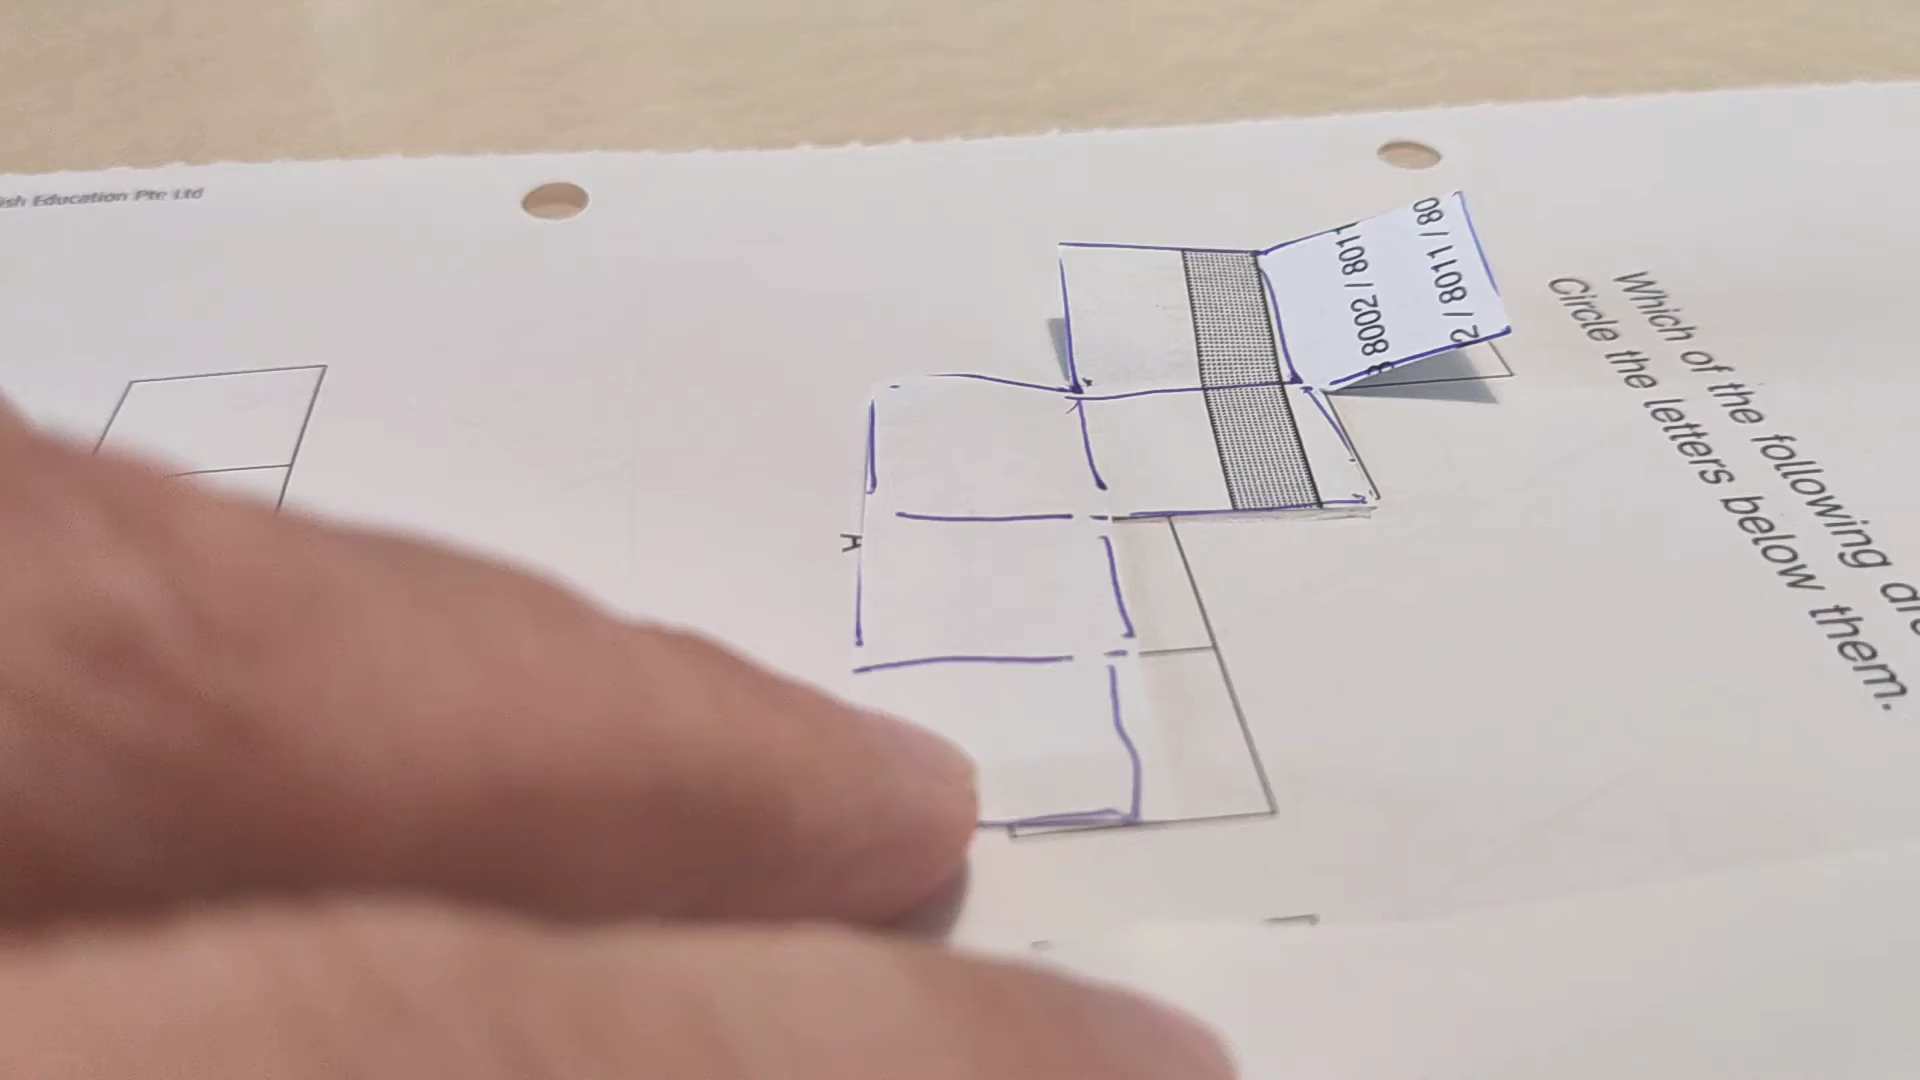 ish Education Pte Ltd
8002 / 8011
2 / 8011 / 80
Which of the following
Circle the letters below them.